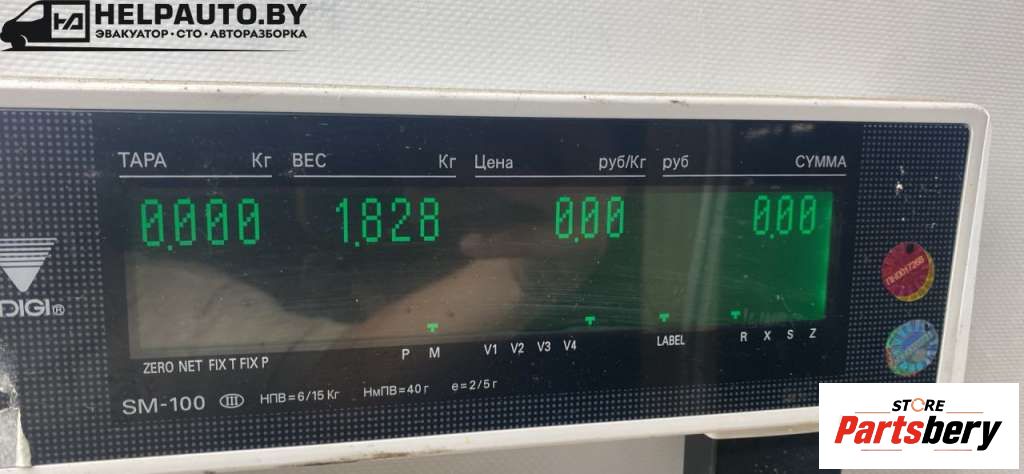 HELPAUTO.BY
ЭВАКУАТОР·СТО·АВТОРАЗБОРКА
ТАРА Кг ВЕС Кг Цена руб/Кг руб СУММА
0.000 1.828 0.00 0.00
DIGI®
ZERO NET FIX T FIX P P M V1 V2 V3 V4 LABEL R X S Z
SM-100 III НПВ=6/15 Кг НмПВ=40 г е=2/5 г
STORE
Partsbery